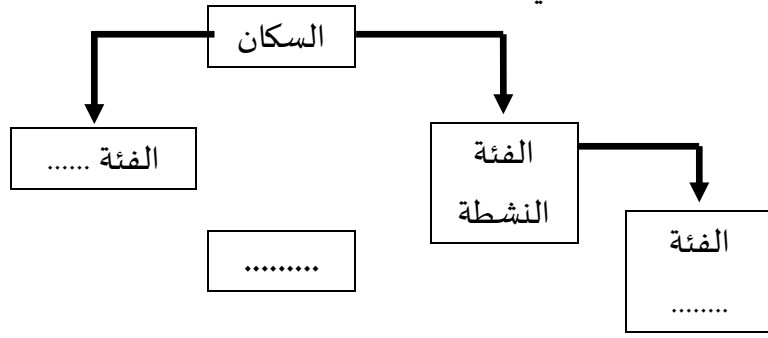 السكان
الفئة ......
الفئة
النشطة
الفئة
........
.........